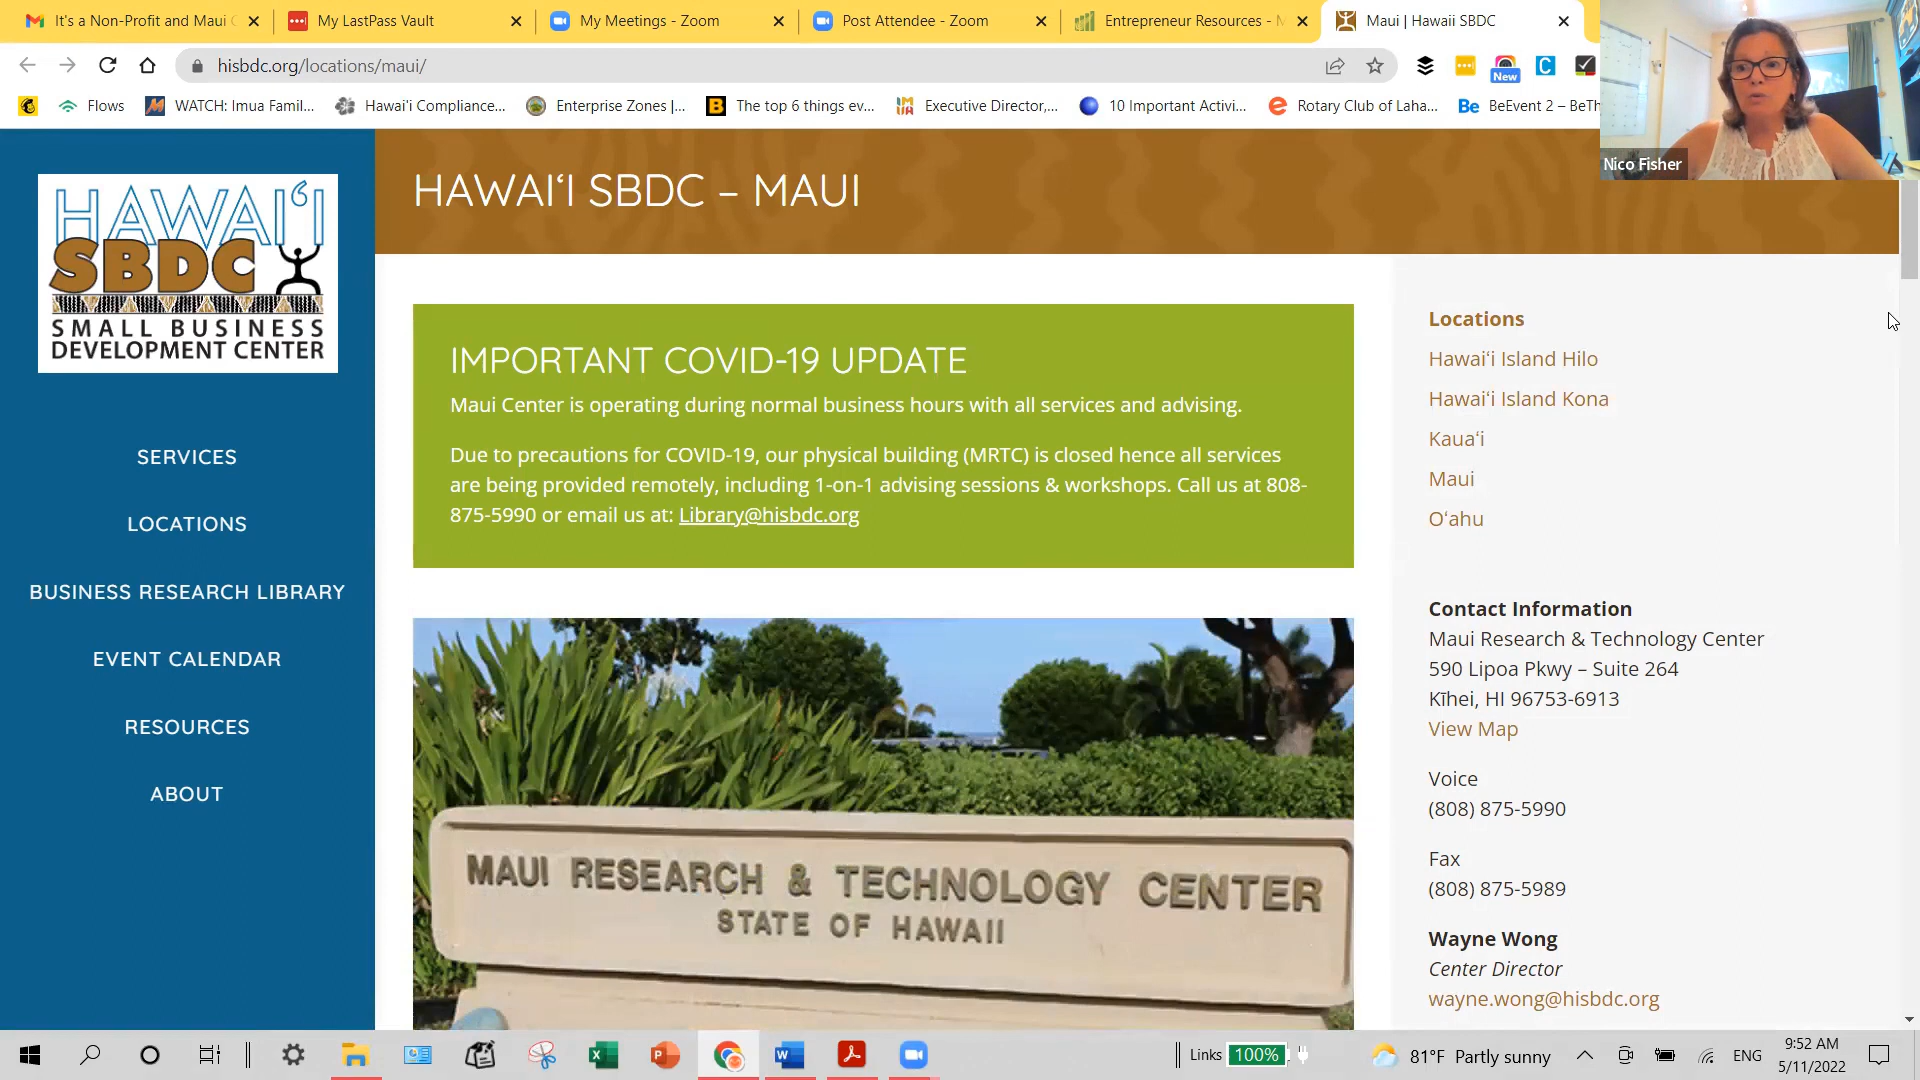 It's a Non-Profit and Maui
My LastPass Vault
My Meetings - Zoom
Post Attendee - Zoom
Entrepreneur Resources -
Maui | Hawaii SBDC
hisbdc.org/locations/maui/
New
Flows
WATCH: Imua Famil...
Hawai'i Compliance...
Enterprise Zones |...
The top 6 things ev...
Executive Director,...
10 Important Activi...
Rotary Club of Laha...
BeEvent 2 – BeTh
Nico Fisher
HAWAIʻI
SBDC
SMALL BUSINESS
DEVELOPMENT CENTER
SERVICES
LOCATIONS
BUSINESS RESEARCH LIBRARY
EVENT CALENDAR
RESOURCES
ABOUT
HAWAIʻI SBDC – MAUI
IMPORTANT COVID-19 UPDATE
Maui Center is operating during normal business hours with all services and advising.
Due to precautions for COVID-19, our physical building (MRTC) is closed hence all services
are being provided remotely, including 1-on-1 advising sessions & workshops. Call us at 808-
875-5990 or email us at: Library@hisbdc.org
MAUI RESEARCH & TECHNOLOGY CENTER
STATE OF HAWAII
Locations
Hawaiʻi Island Hilo
Hawaiʻi Island Kona
Kauaʻi
Maui
Oʻahu
Contact Information
Maui Research & Technology Center
590 Lipoa Pkwy – Suite 264
Kīhei, HI 96753-6913
View Map
Voice
(808) 875-5990
Fax
(808) 875-5989
Wayne Wong
Center Director
wayne.wong@hisbdc.org
Links 100%
81°F Partly sunny
ENG
9:52 AM
5/11/2022